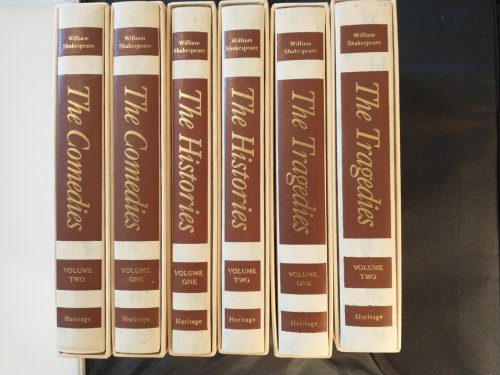 William
Shakespeare
The Comedies
VOLUME
TWO
Heritage
William
Shakespeare
The Comedies
VOLUME
ONE
Heritage
William
Shakespeare
The Histories
VOLUME
ONE
Heritage
William
Shakespeare
The Histories
VOLUME
TWO
Heritage
William
Shakespeare
The Tragedies
VOLUME
ONE
Heritage
William
Shakespeare
The Tragedies
VOLUME
TWO
Heritage